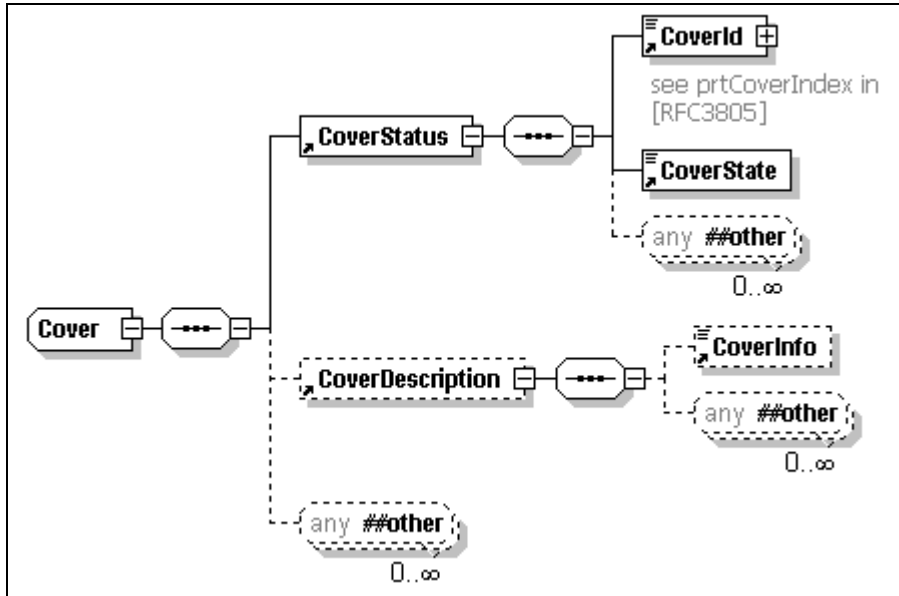 CoverId
see prtCoverIndex in
[RFC3805]
CoverStatus
CoverState
any ##other
0..∞
Cover
CoverInfo
CoverDescription
any ##other
0..∞
any ##other
0..∞